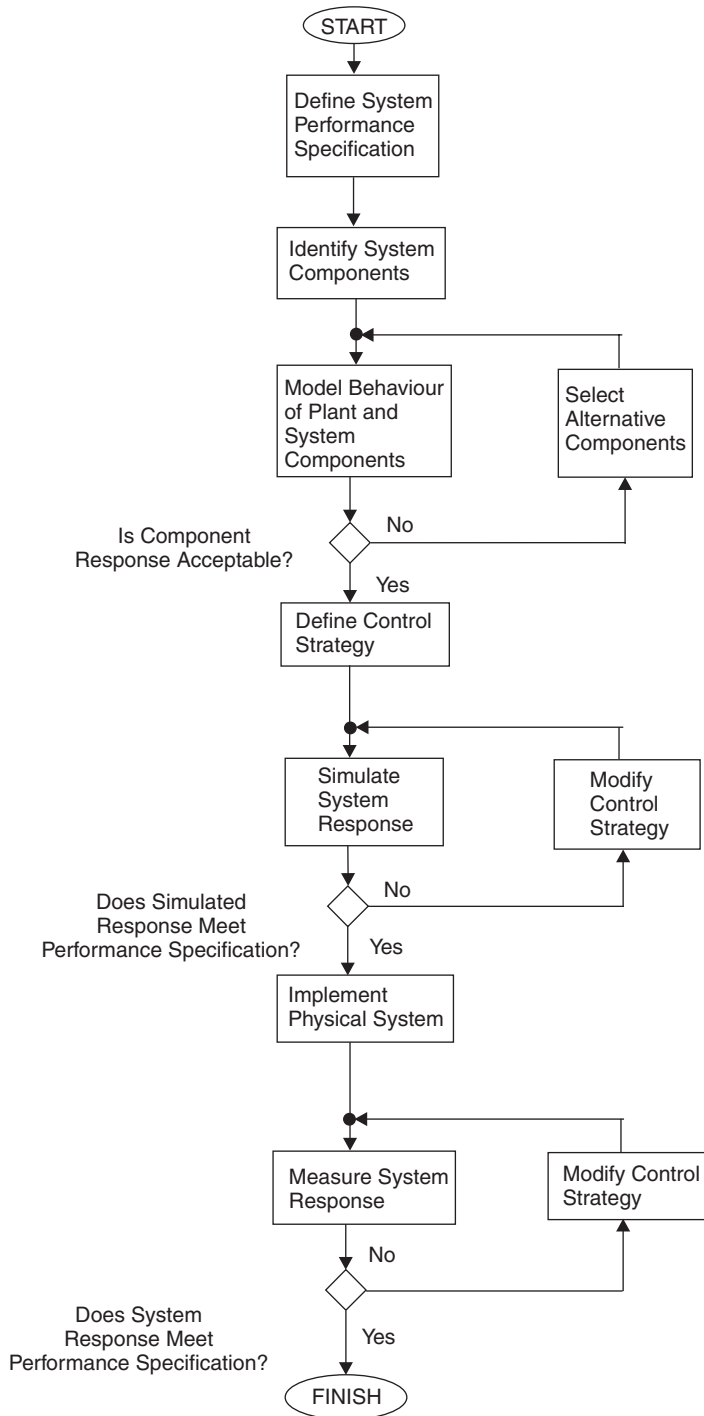 START
Define System
Performance
Specification
Identify System
Components
Model Behaviour
of Plant and
System
Components
Select
Alternative
Components
Is Component
Response Acceptable?
No
Yes
Define Control
Strategy
Simulate
System
Response
Modify
Control
Strategy
Does Simulated
Response Meet
Performance Specification?
No
Yes
Implement
Physical System
Measure System
Response
Modify Control
Strategy
No
Does System
Response Meet
Performance Specification?
Yes
FINISH